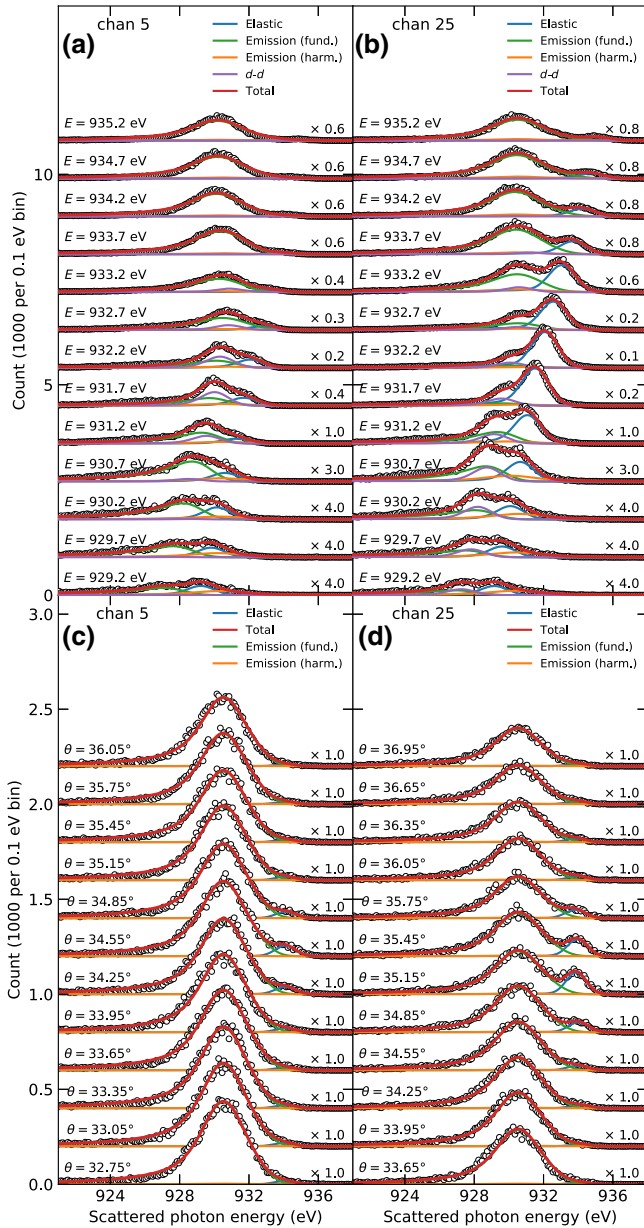 (a)
chan 5
Elastic
Emission (fund.)
Emission (harm.)
d-d
Total
E = 935.2 eV × 0.6
E = 934.7 eV × 0.6
E = 934.2 eV × 0.6
E = 933.7 eV × 0.6
E = 933.2 eV × 0.4
E = 932.7 eV × 0.3
E = 932.2 eV × 0.2
E = 931.7 eV × 0.4
E = 931.2 eV × 1.0
E = 930.7 eV × 3.0
E = 930.2 eV × 4.0
E = 929.7 eV × 4.0
E = 929.2 eV × 4.0
10
5
0
Count (1000 per 0.1 eV bin)
924 928 932 936
(b)
chan 25
Elastic
Emission (fund.)
Emission (harm.)
d-d
Total
E = 935.2 eV × 0.8
E = 934.7 eV × 0.8
E = 934.2 eV × 0.8
E = 933.7 eV × 0.8
E = 933.2 eV × 0.6
E = 932.7 eV × 0.2
E = 932.2 eV × 0.1
E = 931.7 eV × 0.2
E = 931.2 eV × 1.0
E = 930.7 eV × 3.0
E = 930.2 eV × 4.0
E = 929.7 eV × 4.0
E = 929.2 eV × 4.0
924 928 932 936
(c)
chan 5
Elastic
Total
Emission (fund.)
Emission (harm.)
θ = 36.05° × 1.0
θ = 35.75° × 1.0
θ = 35.45° × 1.0
θ = 35.15° × 1.0
θ = 34.85° × 1.0
θ = 34.55° × 1.0
θ = 34.25° × 1.0
θ = 33.95° × 1.0
θ = 33.65° × 1.0
θ = 33.35° × 1.0
θ = 33.05° × 1.0
θ = 32.75° × 1.0
3.0
2.5
2.0
1.5
1.0
0.5
0.0
Count (1000 per 0.1 eV bin)
924 928 932 936
Scattered photon energy (eV)
(d)
chan 25
Elastic
Total
Emission (fund.)
Emission (harm.)
θ = 36.95° × 1.0
θ = 36.65° × 1.0
θ = 36.35° × 1.0
θ = 36.05° × 1.0
θ = 35.75° × 1.0
θ = 35.45° × 1.0
θ = 35.15° × 1.0
θ = 34.85° × 1.0
θ = 34.55° × 1.0
θ = 34.25° × 1.0
θ = 33.95° × 1.0
θ = 33.65° × 1.0
924 928 932 936
Scattered photon energy (eV)